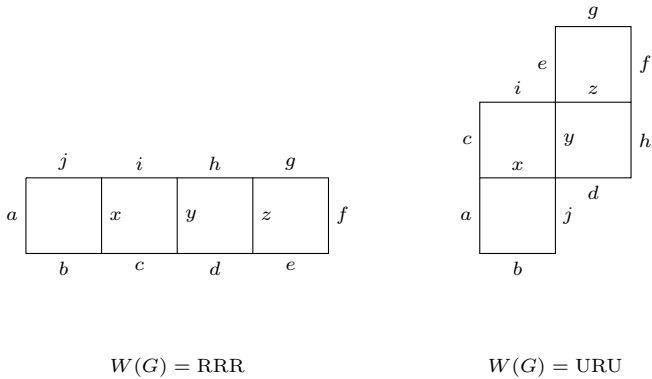 g
e f
i z
c y h
x
j i h g
d
a x y z f a j
b c d e b
W(G) = RRR W(G) = URU